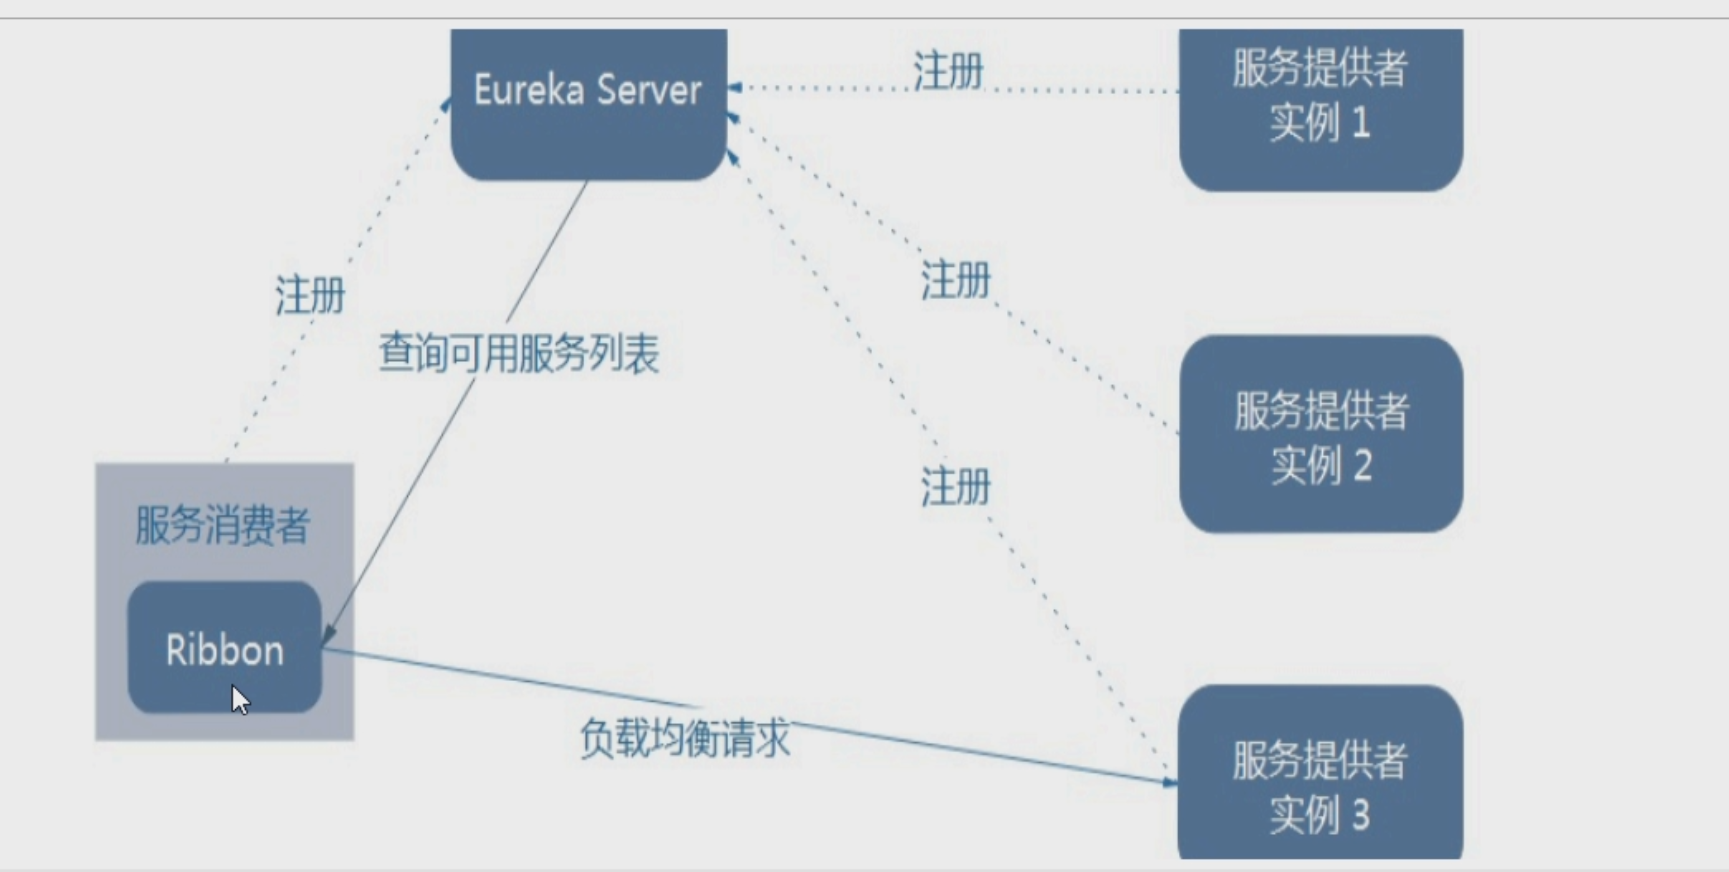 Eureka Server
注册
服务提供者
实例 1
注册
注册
查询可用服务列表
服务提供者
实例 2
注册
服务消费者
Ribbon
负载均衡请求
服务提供者
实例 3